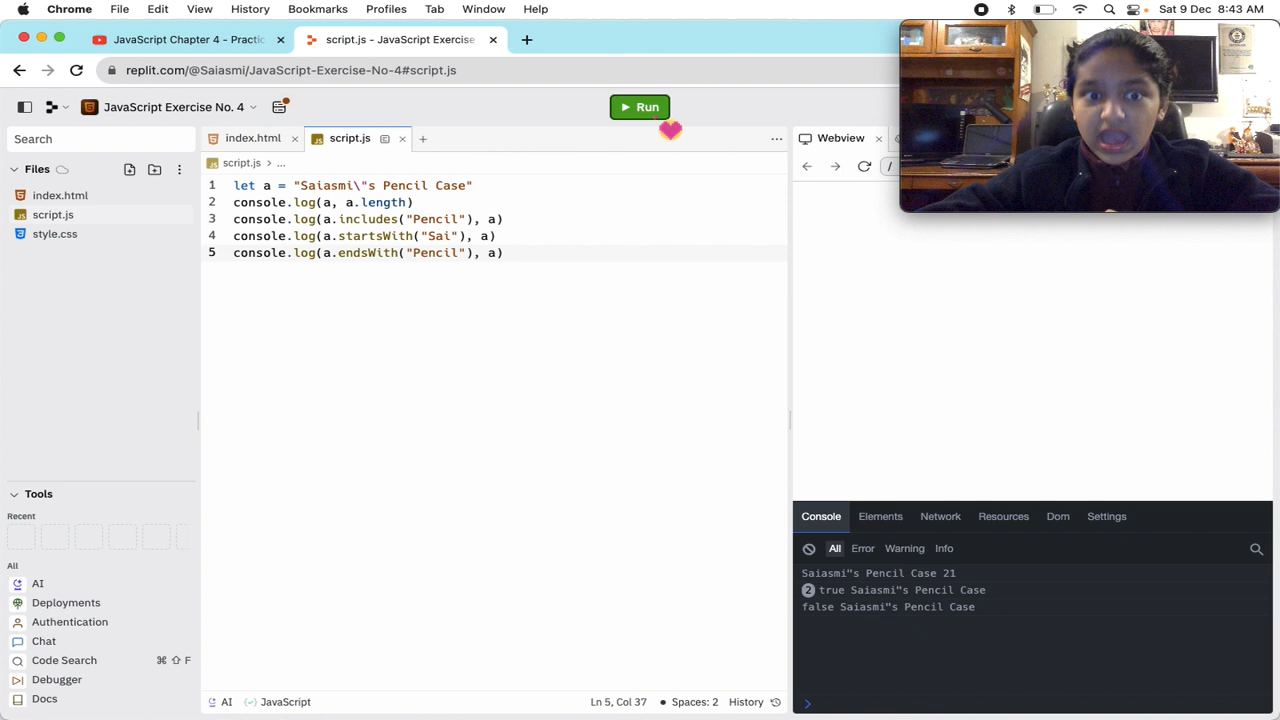 Chrome File Edit View History Bookmarks Profiles Tab Window Help Sat 9 Dec 8:43 AM
JavaScript Chap
script.js – JavaScript Exercise
replit.com/@Saiasmi/JavaScript-Exercise-No-4#script.js
JavaScript Exercise No. 4 Run
Search
index.html script.js Webview
script.js > ...
Files
index.html
script.js
style.css
1 let a = "Saiasmi\"s Pencil Case"
2 console.log(a, a.length)
3 console.log(a.includes("Pencil"), a)
4 console.log(a.startsWith("Sai"), a)
5 console.log(a.endsWith("Pencil"), a)
Tools
Recent
All
AI
Deployments
Authentication
Chat
Code Search ⌘ ⇧ F
Debugger
Docs
Console Elements Network Resources Dom Settings
All Error Warning Info
Saiasmi"s Pencil Case 21
2 true Saiasmi"s Pencil Case
false Saiasmi"s Pencil Case
>
AI JavaScript Ln 5, Col 37 Spaces: 2 History